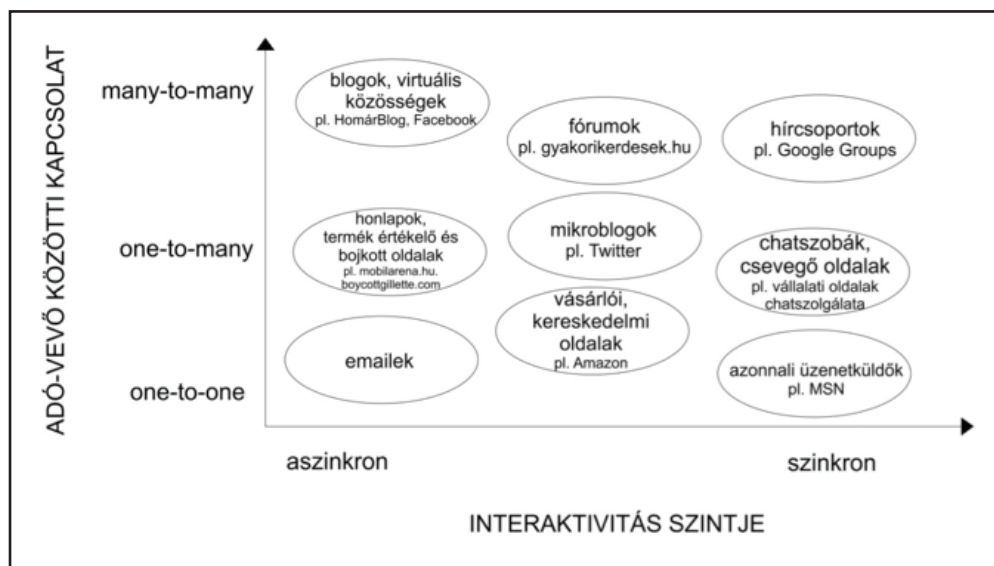 ADÓ-VEVŐ KÖZÖTTI KAPCSOLAT
many-to-many
one-to-many
one-to-one
blogok, virtuális
közösségek
pl. HomárBlog, Facebook
fórumok
pl. gyakorikerdesek.hu
hírcsoportok
pl. Google Groups
honlapok,
termék értékelő és
bojkott oldalak
pl. mobilarena.hu.
boycottgillette.com
mikroblogok
pl. Twitter
chatszobák,
csevegő oldalak
pl. vállalati oldalak
chatszolgálata
emailek
vásárlói,
kereskedelmi
oldalak
pl. Amazon
azonnali üzenetküldők
pl. MSN
aszinkron
szinkron
INTERAKTIVITÁS SZINTJE